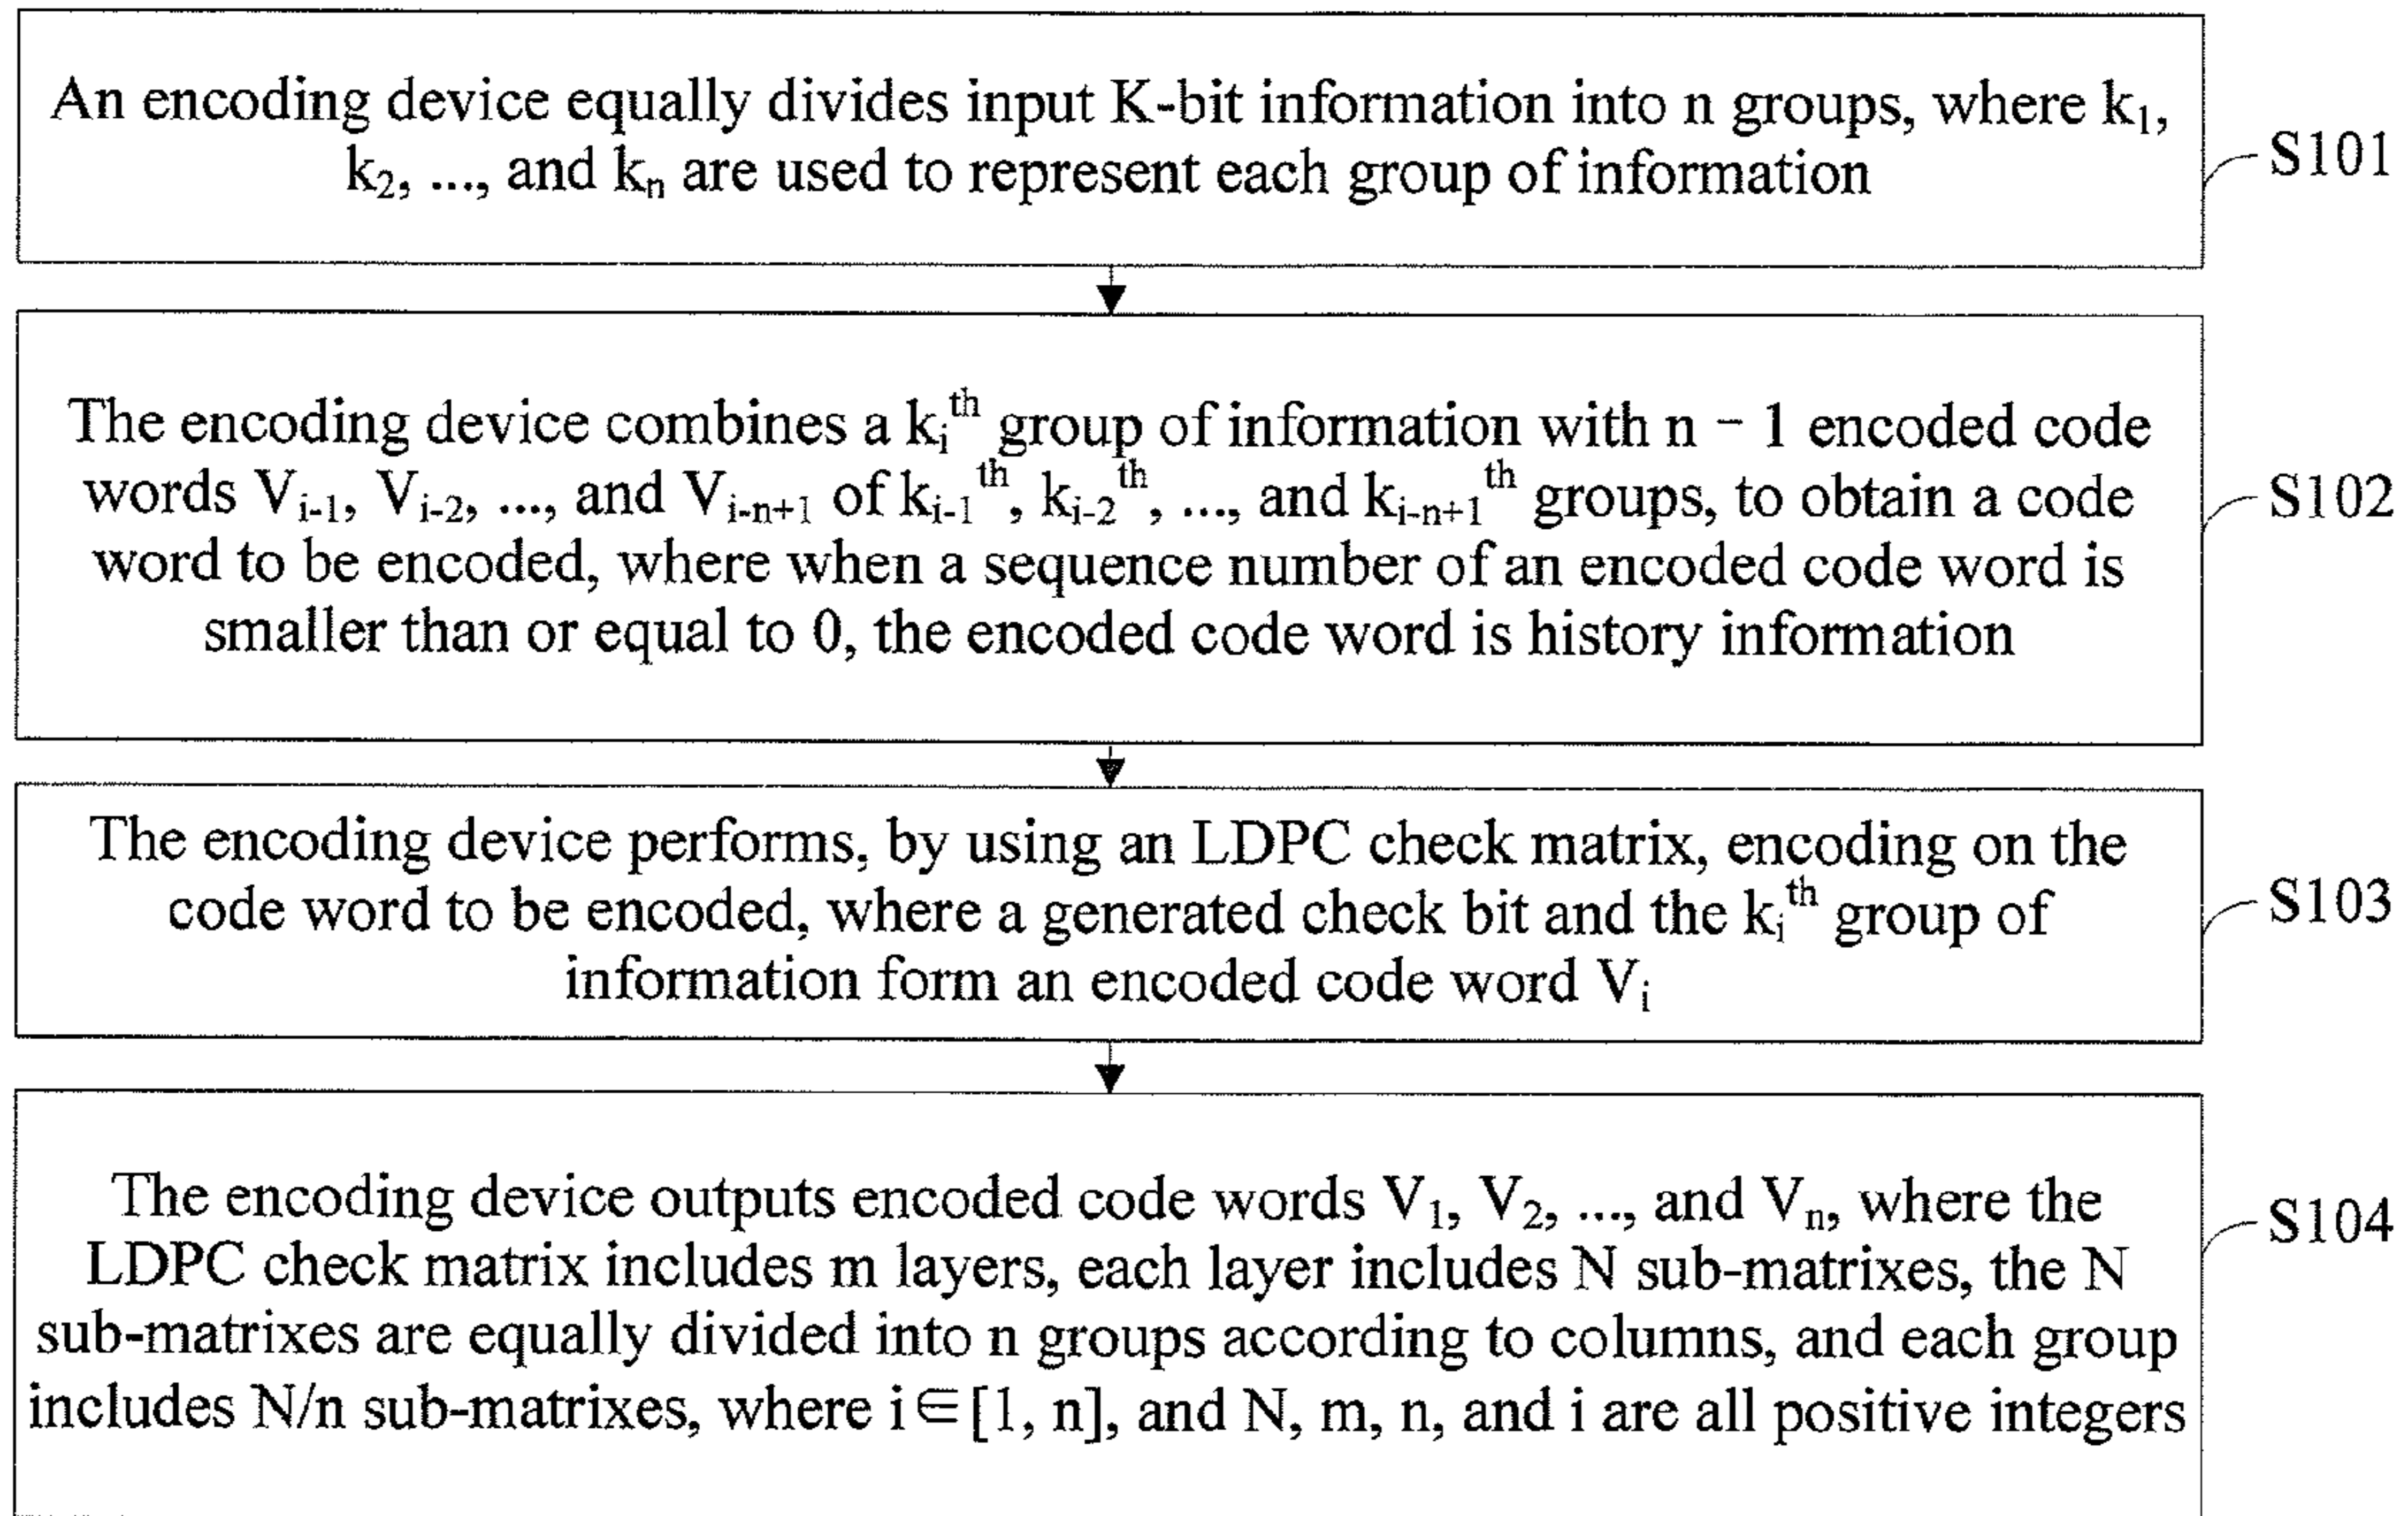 An encoding device equally divides input K-bit information into n groups, where k₁,
k₂, ..., and kₙ are used to represent each group of information
S101
The encoding device combines a kᵢᵗʰ group of information with n − 1 encoded code
words Vᵢ₋₁, Vᵢ₋₂, ..., and Vᵢ₋ₙ₊₁ of kᵢ₋₁ᵗʰ, kᵢ₋₂ᵗʰ, ..., and kᵢ₋ₙ₊₁ᵗʰ groups, to obtain a code
word to be encoded, where when a sequence number of an encoded code word is
smaller than or equal to 0, the encoded code word is history information
S102
The encoding device performs, by using an LDPC check matrix, encoding on the
code word to be encoded, where a generated check bit and the kᵢᵗʰ group of
information form an encoded code word Vᵢ
S103
The encoding device outputs encoded code words V₁, V₂, ..., and Vₙ, where the
LDPC check matrix includes m layers, each layer includes N sub-matrixes, the N
sub-matrixes are equally divided into n groups according to columns, and each group
includes N/n sub-matrixes, where i∈[1, n], and N, m, n, and i are all positive integers
S104